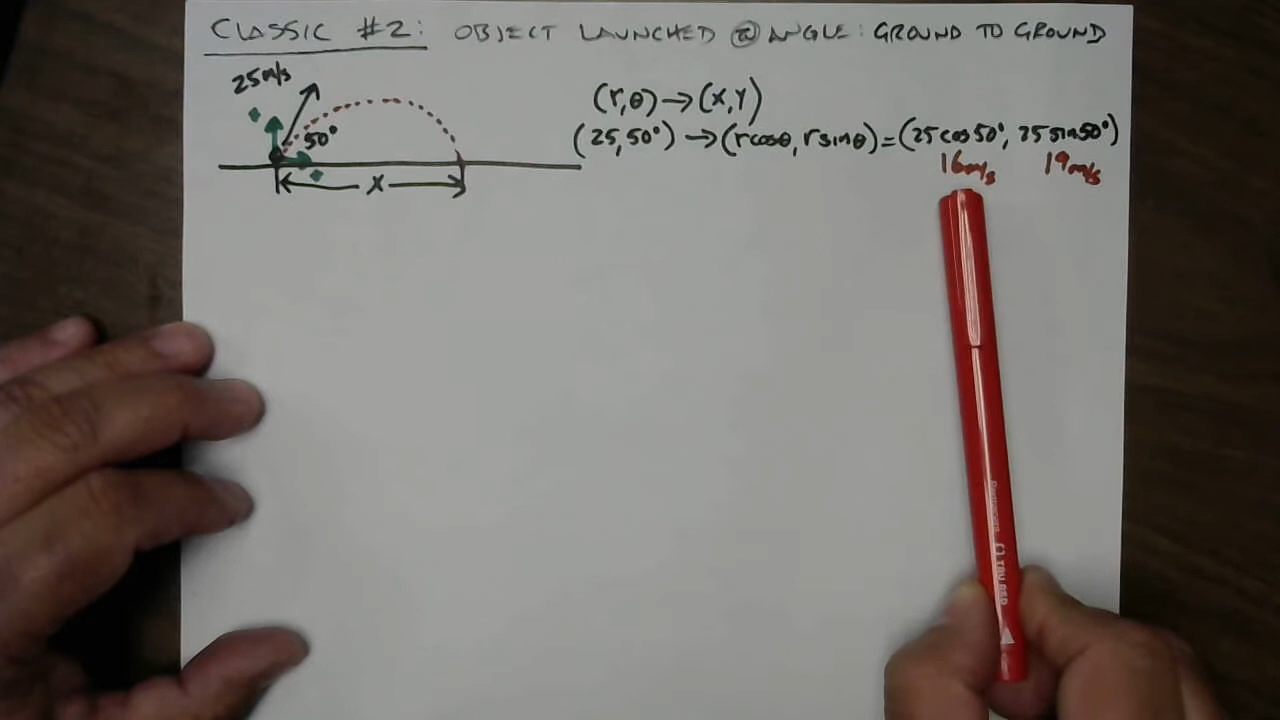 CLASSIC #2: OBJECT LAUNCHED @ ANGLE: GROUND TO GROUND
25m/s
50°
x
(r,θ)→(x,y)
(25,50°)→(rcosθ, rsinθ)=(25cos50°, 25sin50°)
16m/s 19m/s